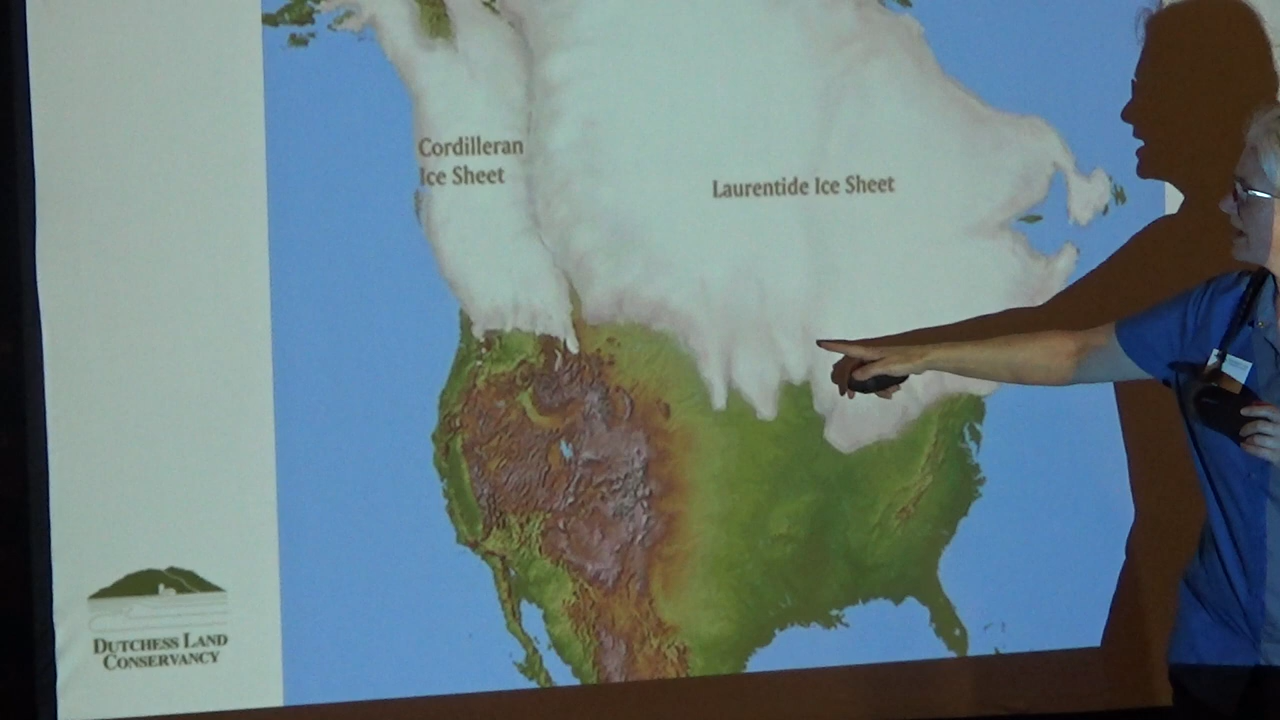 Cordilleran
Ice Sheet
Laurentide Ice Sheet
DUTCHESS LAND
CONSERVANCY